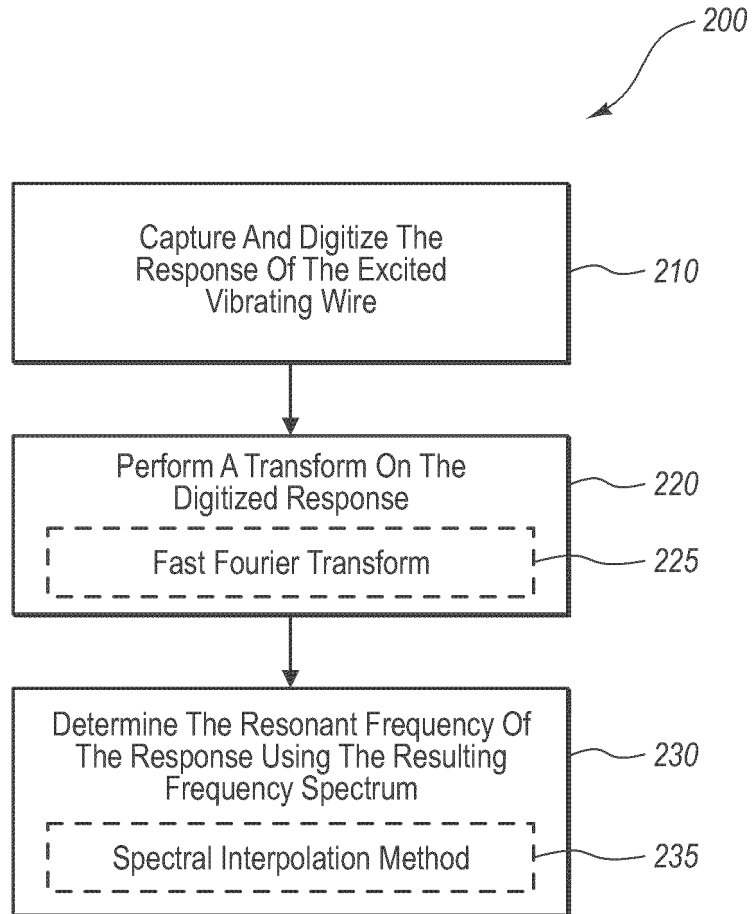 200
Capture And Digitize The
Response Of The Excited
Vibrating Wire
210
Perform A Transform On The
Digitized Response
220
Fast Fourier Transform
225
Determine The Resonant Frequency Of
The Response Using The Resulting
Frequency Spectrum
230
Spectral Interpolation Method
235